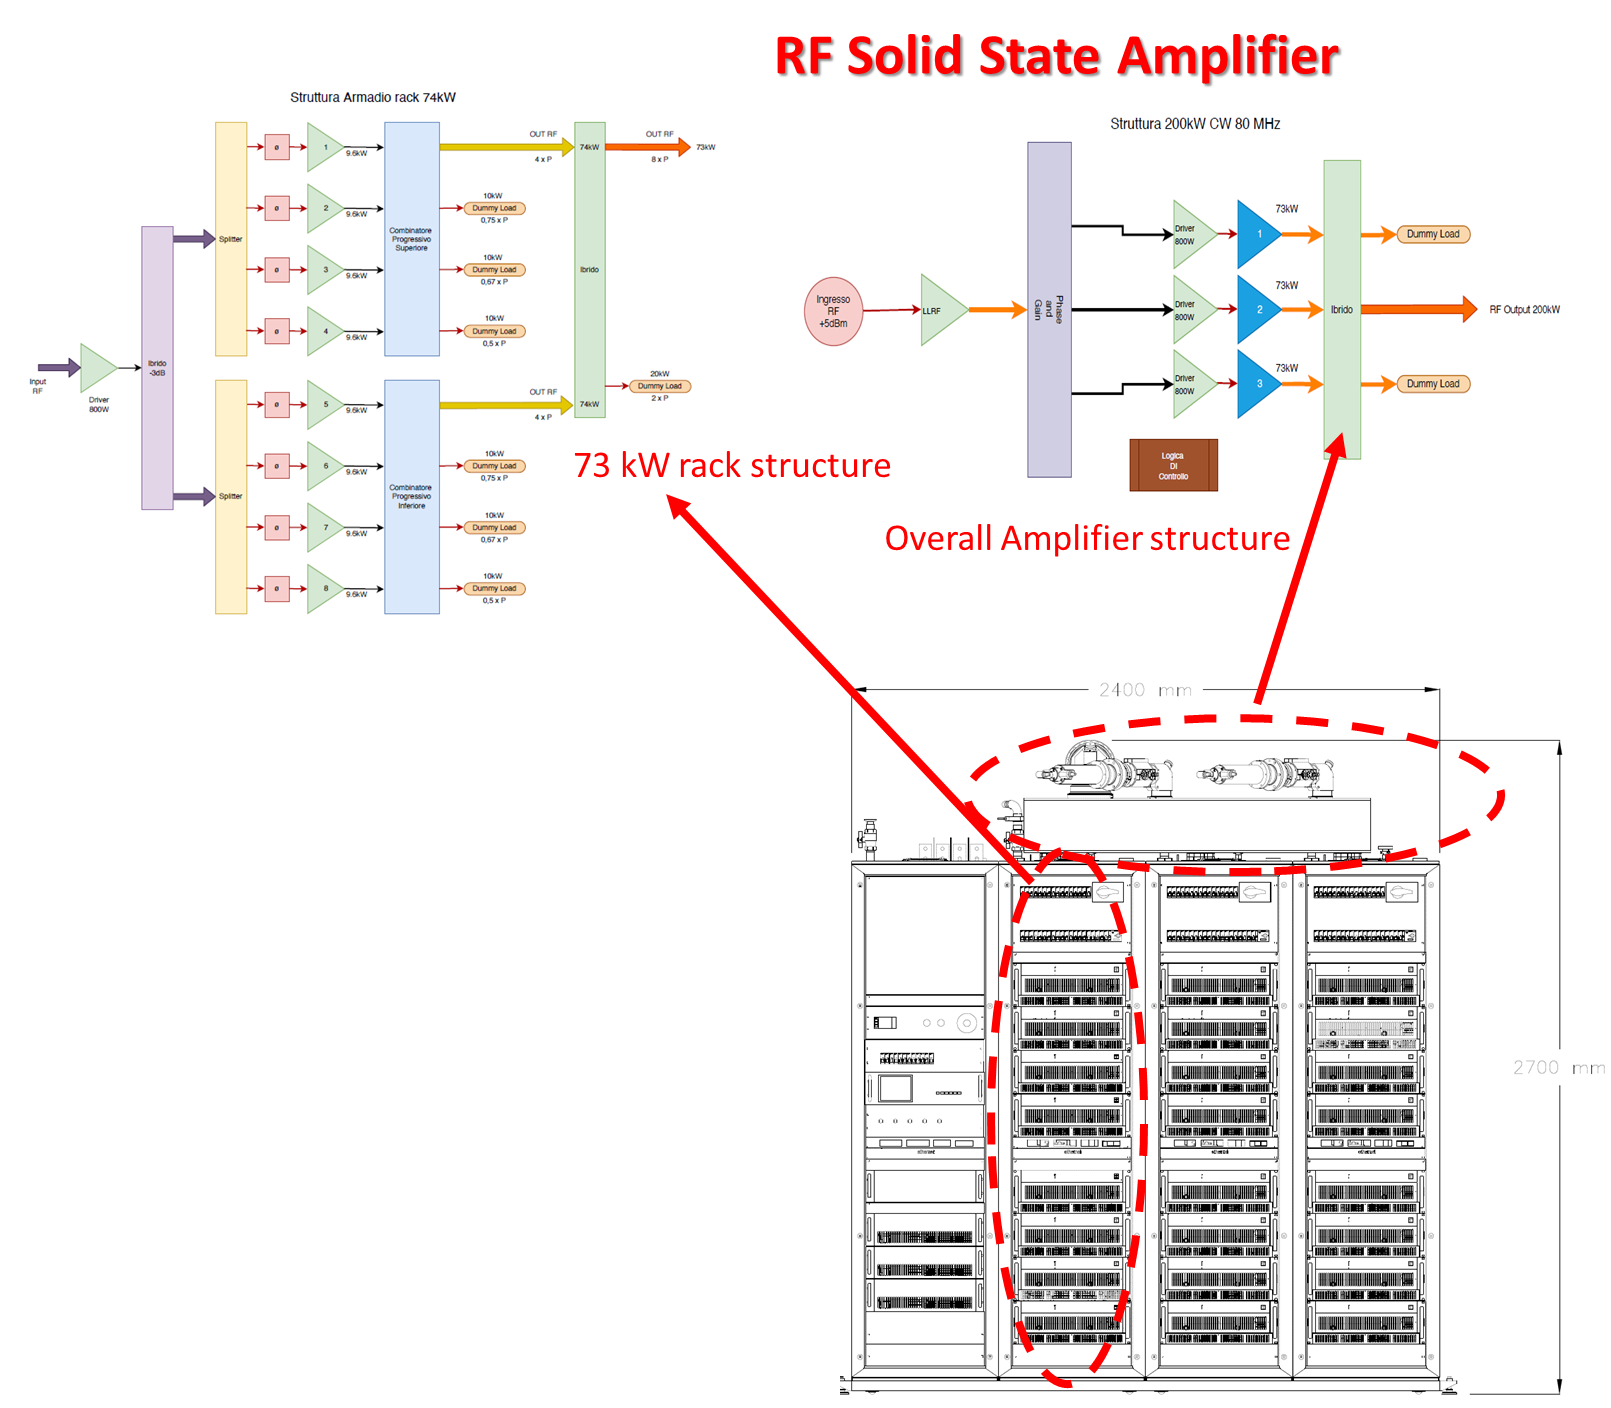 RF Solid State Amplifier
Struttura Armadio rack 74kW
Input
RF
Driver
800W
Ibrido
-3dB
Splitter
ø
1
9.6kW
ø
2
9.6kW
ø
3
9.6kW
ø
4
9.6kW
Combinatore
Progressivo
Superiore
OUT RF
4 x P
10kW
Dummy Load
0,75 x P
10kW
Dummy Load
0,67 x P
10kW
Dummy Load
0,5 x P
74kW
Ibrido
74kW
OUT RF
8 x P
73kW
20kW
Dummy Load
2 x P
Splitter
ø
5
9.6kW
ø
6
9.6kW
ø
7
9.6kW
ø
8
9.6kW
Combinatore
Progressivo
Inferiore
OUT RF
4 x P
10kW
Dummy Load
0,75 x P
10kW
Dummy Load
0,67 x P
10kW
Dummy Load
0,5 x P
73 kW rack structure
Struttura 200kW CW 80 MHz
Ingresso
RF
+5dBm
LLRF
Phase
and
Gain
Driver
800W
1
73kW
Driver
800W
2
73kW
Driver
800W
3
73kW
Ibrido
Dummy Load
RF Output 200kW
Dummy Load
Logica
DI
Controllo
Overall Amplifier structure
2400 mm
2700 mm